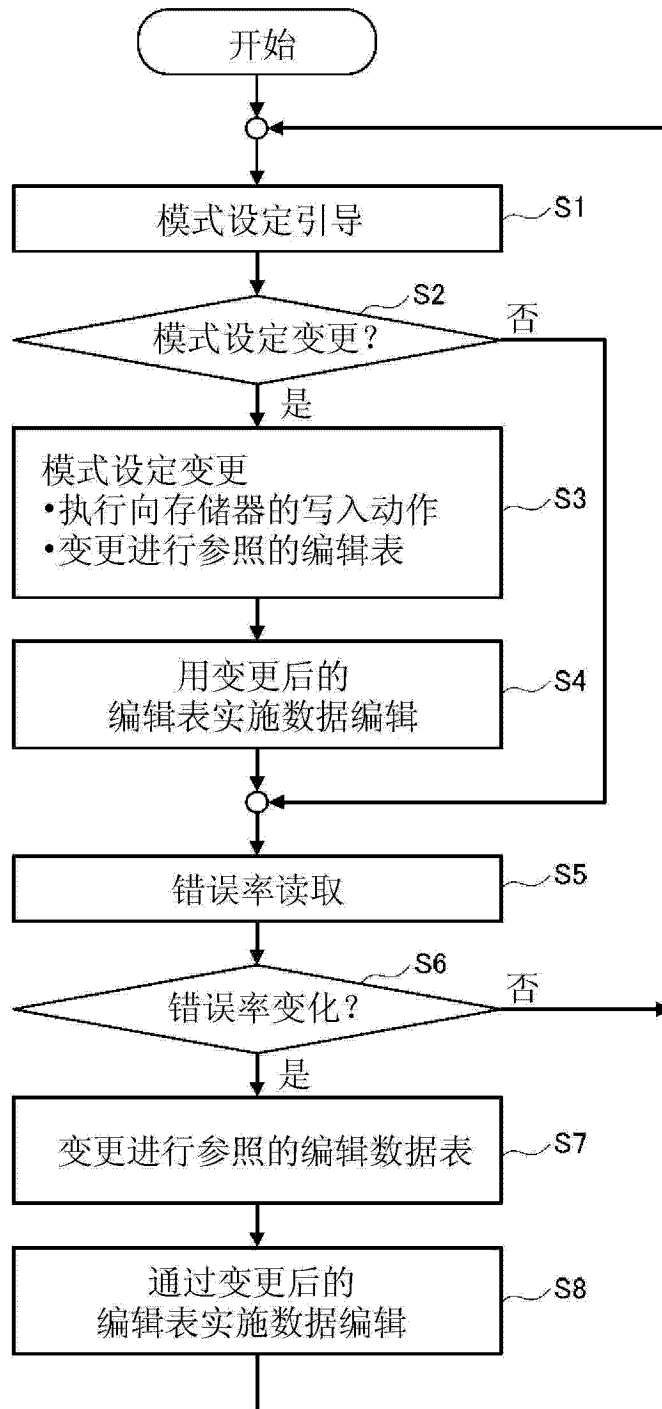 开始
模式设定引导
S1
S2
模式设定变更?
否
是
模式设定变更
•执行向存储器的写入动作
•变更进行参照的编辑表
S3
用变更后的
编辑表实施数据编辑
S4
错误率读取
S5
S6
错误率变化?
否
是
变更进行参照的编辑数据表
S7
通过变更后的
编辑表实施数据编辑
S8